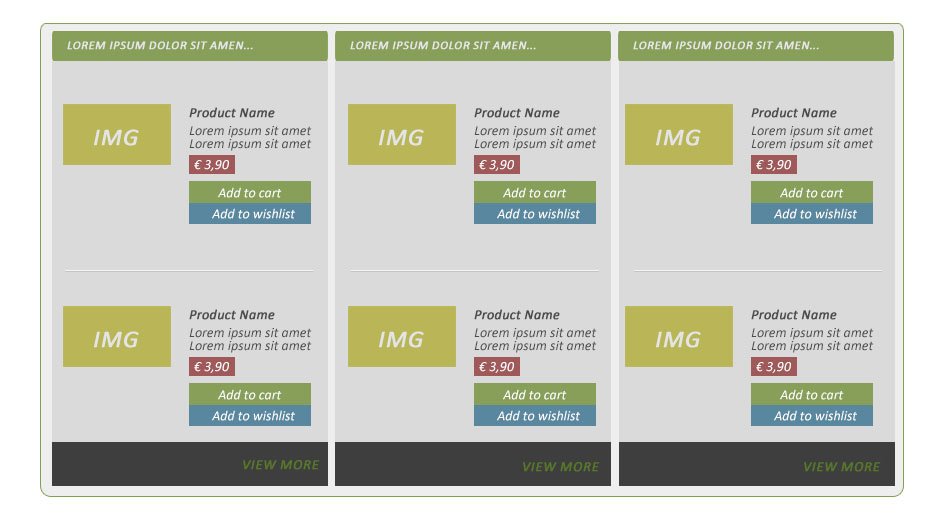 LOREM IPSUM DOLOR SIT AMEN...
IMG
Product Name
Lorem ipsum sit amet
Lorem ipsum sit amet
€ 3,90
Add to cart
Add to wishlist
IMG
Product Name
Lorem ipsum sit amet
Lorem ipsum sit amet
€ 3,90
Add to cart
Add to wishlist
VIEW MORE
LOREM IPSUM DOLOR SIT AMEN...
IMG
Product Name
Lorem ipsum sit amet
Lorem ipsum sit amet
€ 3,90
Add to cart
Add to wishlist
IMG
Product Name
Lorem ipsum sit amet
Lorem ipsum sit amet
€ 3,90
Add to cart
Add to wishlist
VIEW MORE
LOREM IPSUM DOLOR SIT AMEN...
IMG
Product Name
Lorem ipsum sit amet
Lorem ipsum sit amet
€ 3,90
Add to cart
Add to wishlist
IMG
Product Name
Lorem ipsum sit amet
Lorem ipsum sit amet
€ 3,90
Add to cart
Add to wishlist
VIEW MORE